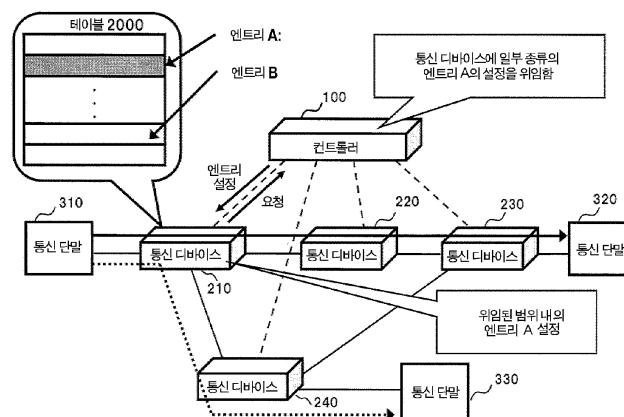 테이블 2000
엔트리 A:
엔트리 B
통신 디바이스에 일부 종류의
엔트리 A의 설정을 위임함
100
컨트롤러
엔트리
설정
요청
310
통신 단말
220
230
320
통신 디바이스
210
통신 디바이스
통신 디바이스
통신 단말
위임된 범위 내의
엔트리 A 설정
통신 디바이스
240
통신 단말
330